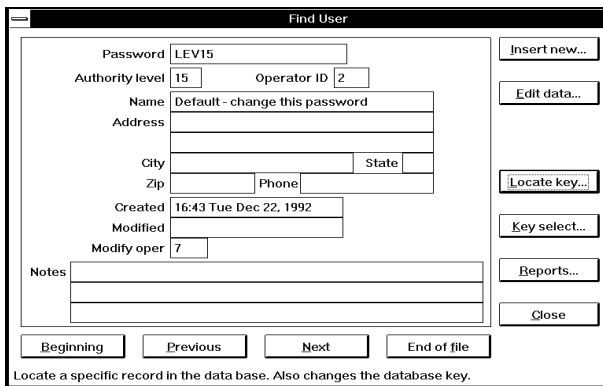 Find User
Password LEV15
Authority level 15 Operator ID 2
Name Default - change this password
Address
City State
Zip Phone
Created 16:43 Tue Dec 22, 1992
Modified
Modify oper 7
Notes
Insert new...
Edit data...
Locate key...
Key select...
Reports...
Close
Beginning Previous Next End of file
Locate a specific record in the data base. Also changes the database key.